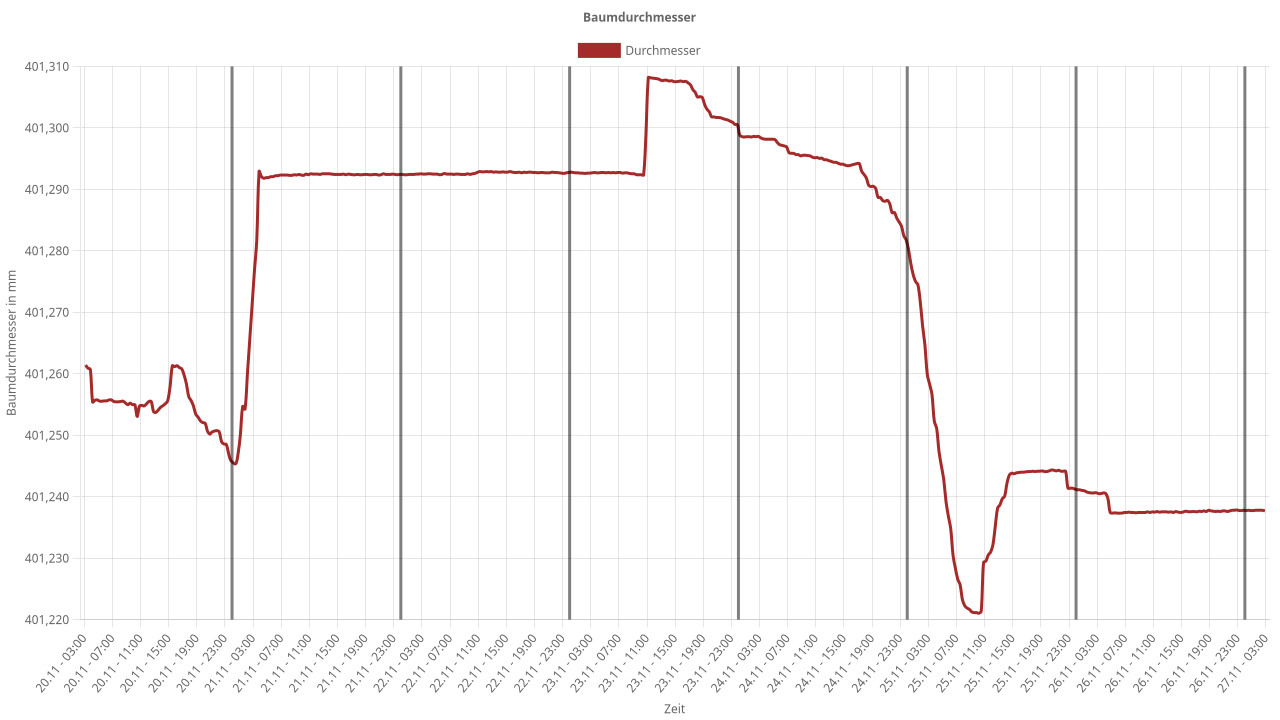 Baumdurchmesser
Durchmesser
401,310
401,300
401,290
401,280
401,270
401,260
401,250
401,240
401,230
401,220
Baumdurchmesser in mm
20.11 - 03:00
20.11 - 07:00
20.11 - 11:00
20.11 - 15:00
20.11 - 19:00
20.11 - 23:00
21.11 - 03:00
21.11 - 07:00
21.11 - 11:00
21.11 - 15:00
21.11 - 19:00
21.11 - 23:00
22.11 - 03:00
22.11 - 07:00
22.11 - 11:00
22.11 - 15:00
22.11 - 19:00
22.11 - 23:00
23.11 - 03:00
23.11 - 07:00
23.11 - 11:00
23.11 - 15:00
23.11 - 19:00
23.11 - 23:00
24.11 - 03:00
24.11 - 07:00
24.11 - 11:00
24.11 - 15:00
24.11 - 19:00
24.11 - 23:00
25.11 - 03:00
25.11 - 07:00
25.11 - 11:00
25.11 - 15:00
25.11 - 19:00
25.11 - 23:00
26.11 - 03:00
26.11 - 07:00
26.11 - 11:00
26.11 - 15:00
26.11 - 19:00
26.11 - 23:00
27.11 - 03:00
Zeit